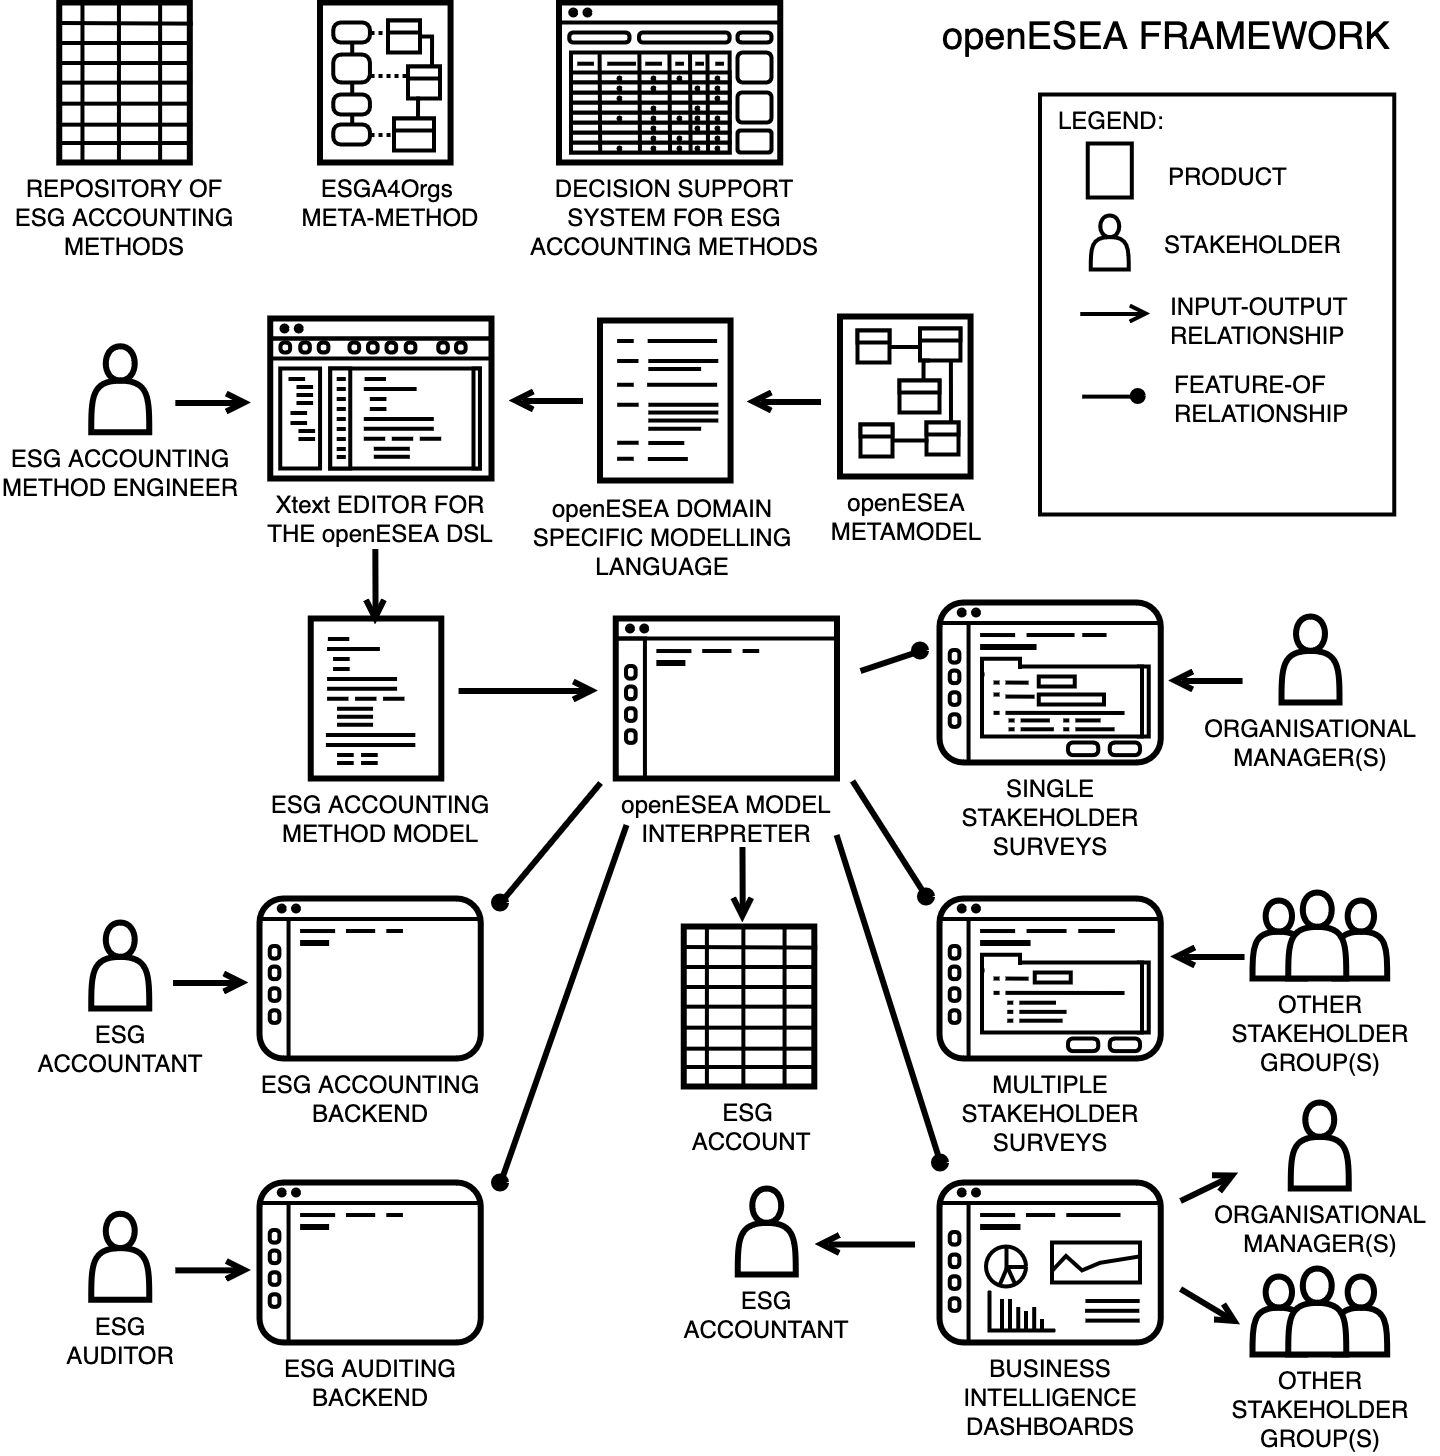 openESEA FRAMEWORK
REPOSITORY OF
ESG ACCOUNTING
METHODS
ESGA4Orgs
META-METHOD
DECISION SUPPORT
SYSTEM FOR ESG
ACCOUNTING METHODS
LEGEND:
PRODUCT
STAKEHOLDER
INPUT-OUTPUT
RELATIONSHIP
FEATURE-OF
RELATIONSHIP
ESG ACCOUNTING
METHOD ENGINEER
Xtext EDITOR FOR
THE openESEA DSL
openESEA DOMAIN
SPECIFIC MODELLING
LANGUAGE
openESEA
METAMODEL
ESG ACCOUNTING
METHOD MODEL
openESEA MODEL
INTERPRETER
SINGLE
STAKEHOLDER
SURVEYS
ORGANISATIONAL
MANAGER(S)
ESG
ACCOUNTANT
ESG ACCOUNTING
BACKEND
ESG
ACCOUNT
MULTIPLE
STAKEHOLDER
SURVEYS
OTHER
STAKEHOLDER
GROUP(S)
ESG
AUDITOR
ESG AUDITING
BACKEND
ESG
ACCOUNTANT
BUSINESS
INTELLIGENCE
DASHBOARDS
ORGANISATIONAL
MANAGER(S)
OTHER
STAKEHOLDER
GROUP(S)